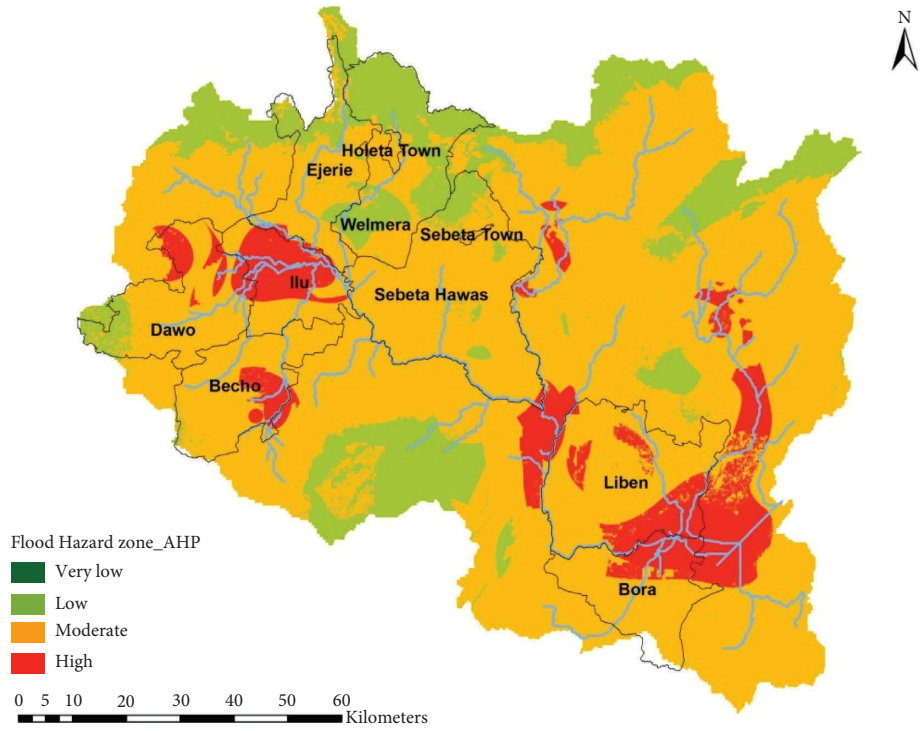 N
Holeta Town
Ejerie
Welmera
Sebeta Town
Ilu
Sebeta Hawas
Dawo
Becho
Liben
Bora
Flood Hazard zone_AHP
Very low
Low
Moderate
High
0 5 10 20 30 40 50 60
Kilometers